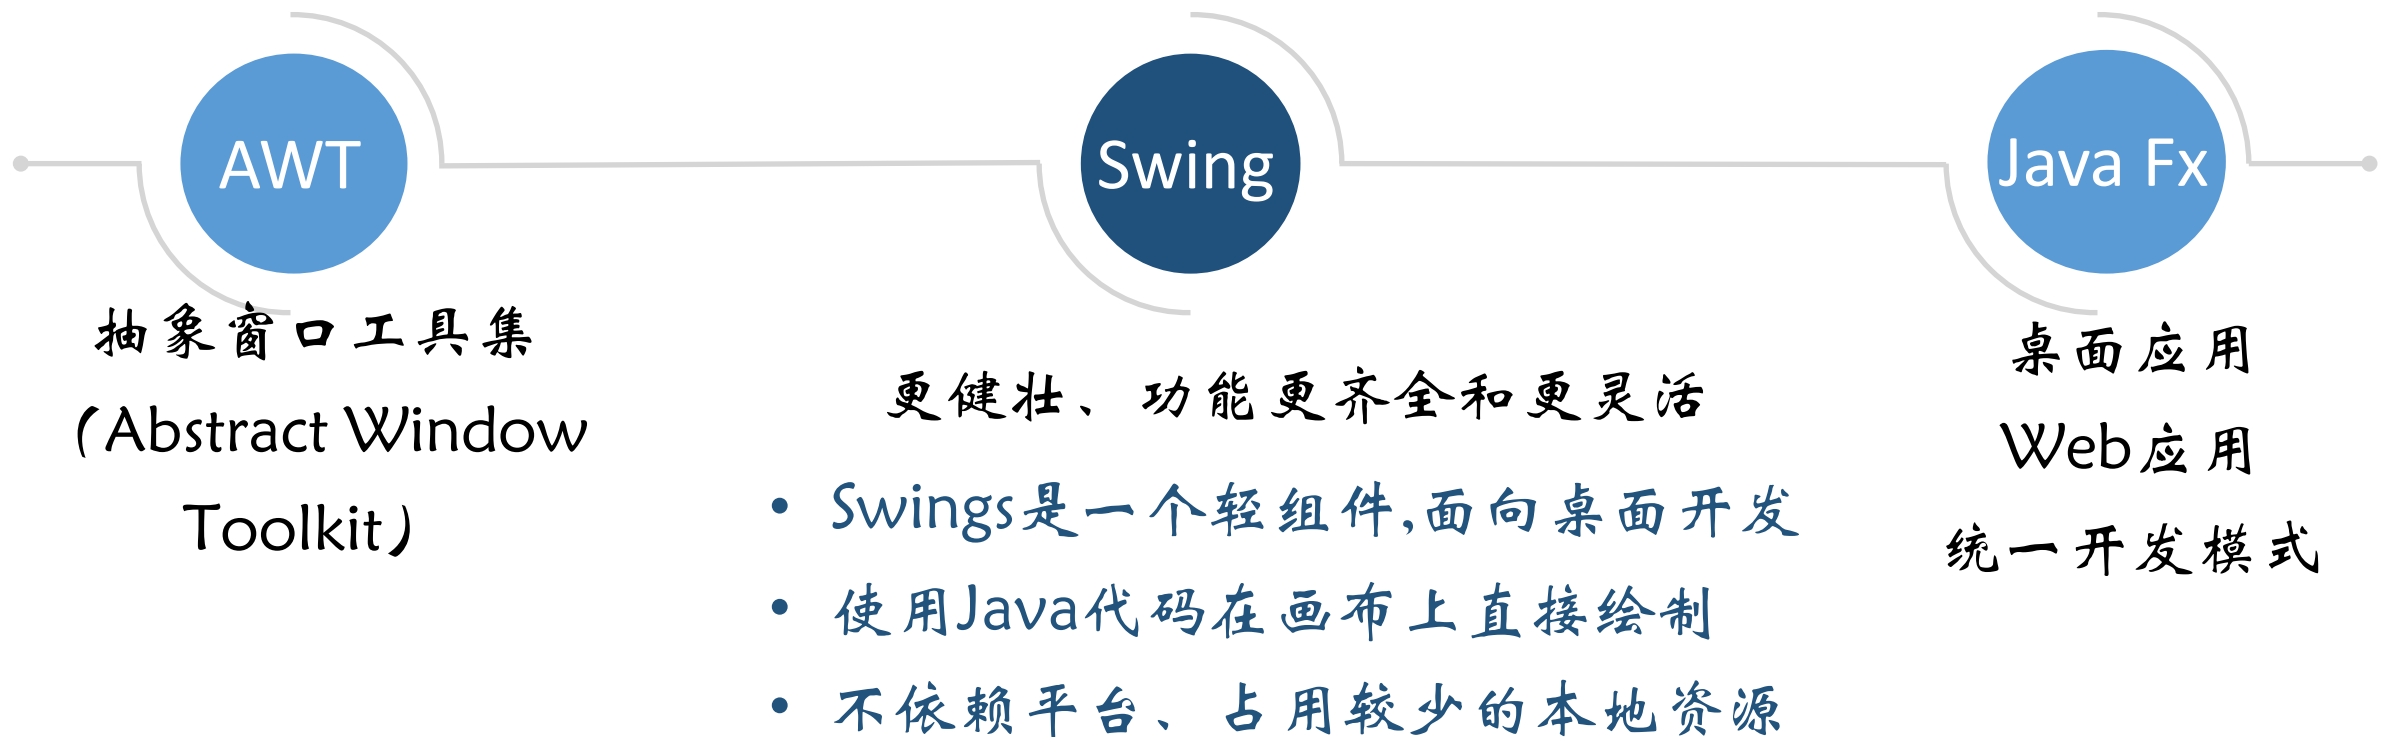 AWT
抽象窗口工具集
(Abstract Window
Toolkit)
Swing
更健壮、功能更齐全和更灵活
• Swings是一个轻组件,面向桌面开发
• 使用Java代码在画布上直接绘制
• 不依赖平台、占用较少的本地资源
Java Fx
桌面应用
Web应用
统一开发模式